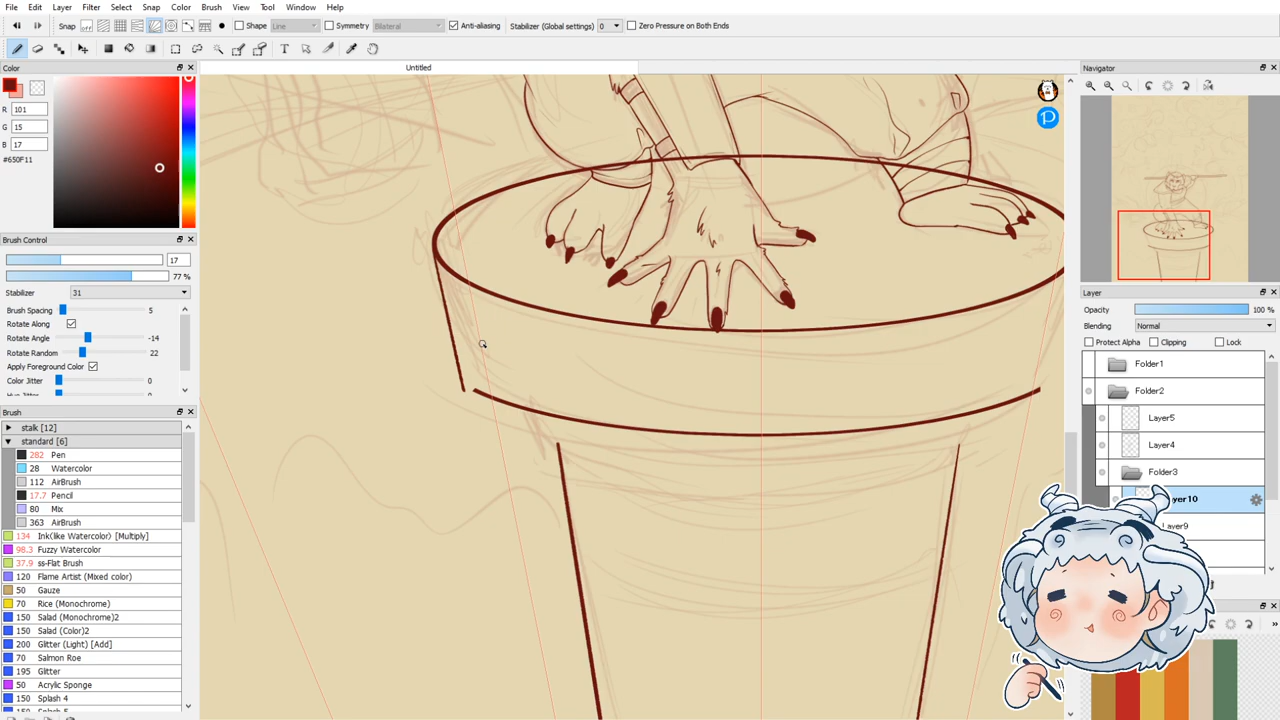 File Edit Layer Filter Select Snap Color Brush View Tool Window Help
Snap off Shape Line Symmetry Bilateral Anti-aliasing Stabilizer (Global settings) 0 Zero Pressure on Both Ends
Untitled
Color
R 101
G 15
B 17
#650F11
Brush Control
17
77 %
Stabilizer 31
Brush Spacing 5
Rotate Along
Rotate Angle -14
Rotate Random 22
Apply Foreground Color
Color Jitter 0
Brush
stalk [12]
standard [6]
282 Pen
28 Watercolor
112 AirBrush
17.7 Pencil
80 Mix
363 AirBrush
134 Ink(like Watercolor) [Multiply]
98.3 Fuzzy Watercolor
37.9 ss-Flat Brush
120 Flame Artist (Mixed color)
50 Gauze
70 Rice (Monochrome)
150 Salad (Monochrome)2
150 Salad (Color)2
200 Glitter (Light) [Add]
70 Salmon Roe
195 Glitter
50 Acrylic Sponge
150 Splash 4
Navigator
Layer
Opacity 100 %
Blending Normal
Protect Alpha Clipping Lock
Folder1
Folder2
Layer5
Layer4
Folder3
ayer10
ayer9